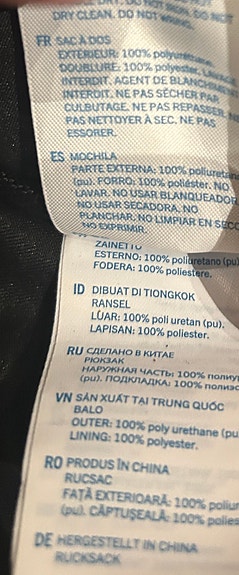 DRY CLEAN. DO NOT WRING.
FR SAC À DOS
EXTÉRIEUR: 100% polyuréthane,
DOUBLURE: 100% polyester, LAVAGE
INTERDIT. AGENT DE BLANCHIMENT
INTERDIT. NE PAS SÉCHER PAR
CULBUTAGE. NE PAS REPASSER. NE
PAS NETTOYER À SEC. NE PAS
ESSORER.
ES MOCHILA
PARTE EXTERNA: 100% poliuretano
(pu). FORRO: 100% poliéster. NO
LAVAR. NO USAR BLANQUEADOR
NO USAR SECADORA. NO
PLANCHAR. NO LIMPIAR EN SECO
NO EXPRIMIR.
ZAINETTO
ESTERNO: 100% poliuretano (pu)
FODERA: 100% poliestere.
ID DIBUAT DI TIONGKOK
RANSEL
LUAR: 100% poli uretan (pu).
LAPISAN: 100% poliester.
RU СДЕЛАНО В КИТАЕ
РЮКЗАК
НАРУЖНАЯ ЧАСТЬ: 100% полиу
(pu). ПОДКЛАДКА: 100% полиэс
VN SẢN XUẤT TẠI TRUNG QUỐC
BALO
OUTER: 100% poly urethane (pu
LINING: 100% polyester.
RO PRODUS ÎN CHINA
RUCSAC
FAȚĂ EXTERIOARĂ: 100% poliur
(pu). CĂPTUȘEALĂ: 100% polies
DE HERGESTELLT IN CHINA
RUCKSACK